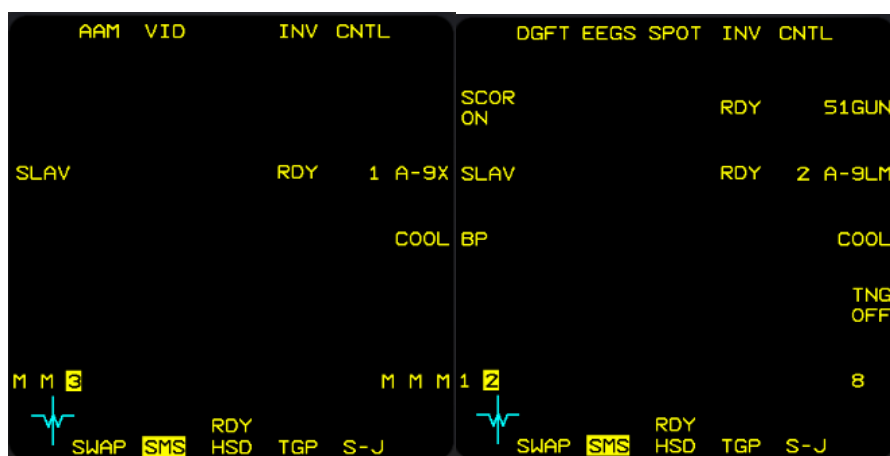 AAM VID INV CNTL
SLAV RDY 1 A-9X
COOL
M M 3 M M M
RDY
SWAP SMS HSD TGP S-J
DGFT EEGS SPOT INV CNTL
SCOR
ON RDY 51GUN
SLAV RDY 2 A-9LM
BP COOL
TNG
OFF
1 2 8
RDY
SWAP SMS HSD TGP S-J